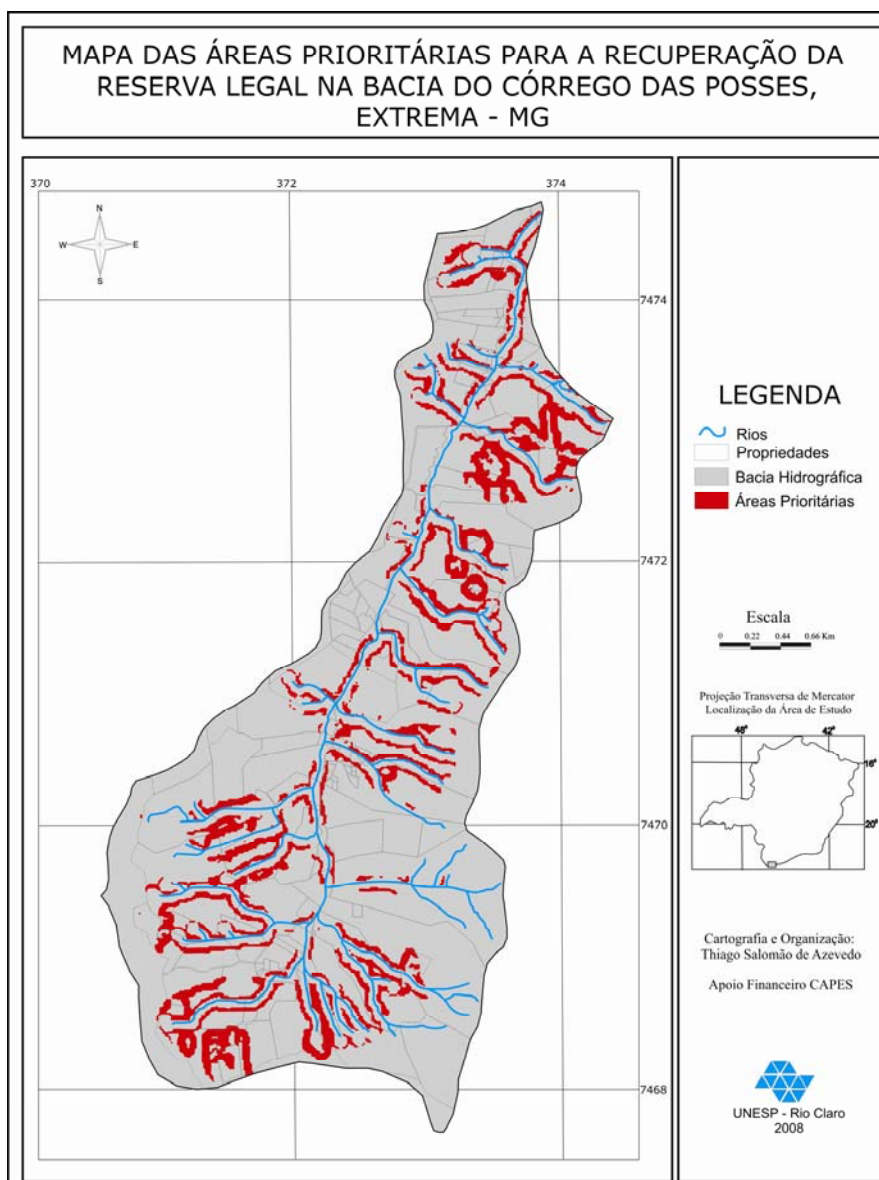 MAPA DAS ÁREAS PRIORITÁRIAS PARA A RECUPERAÇÃO DA
RESERVA LEGAL NA BACIA DO CÓRREGO DAS POSSES,
EXTREMA - MG
370
372
374
N
W
E
S
7474
7472
7470
7468
LEGENDA
Rios
Propriedades
Bacia Hidrográfica
Áreas Prioritárias
Escala
0 0.22 0.44 0.66 Km
Projeção Transversa de Mercator
Localização da Área de Estudo
48°
42°
16°
20°
Cartografia e Organização:
Thiago Salomão de Azevedo
Apoio Financeiro CAPES
UNESP - Rio Claro
2008